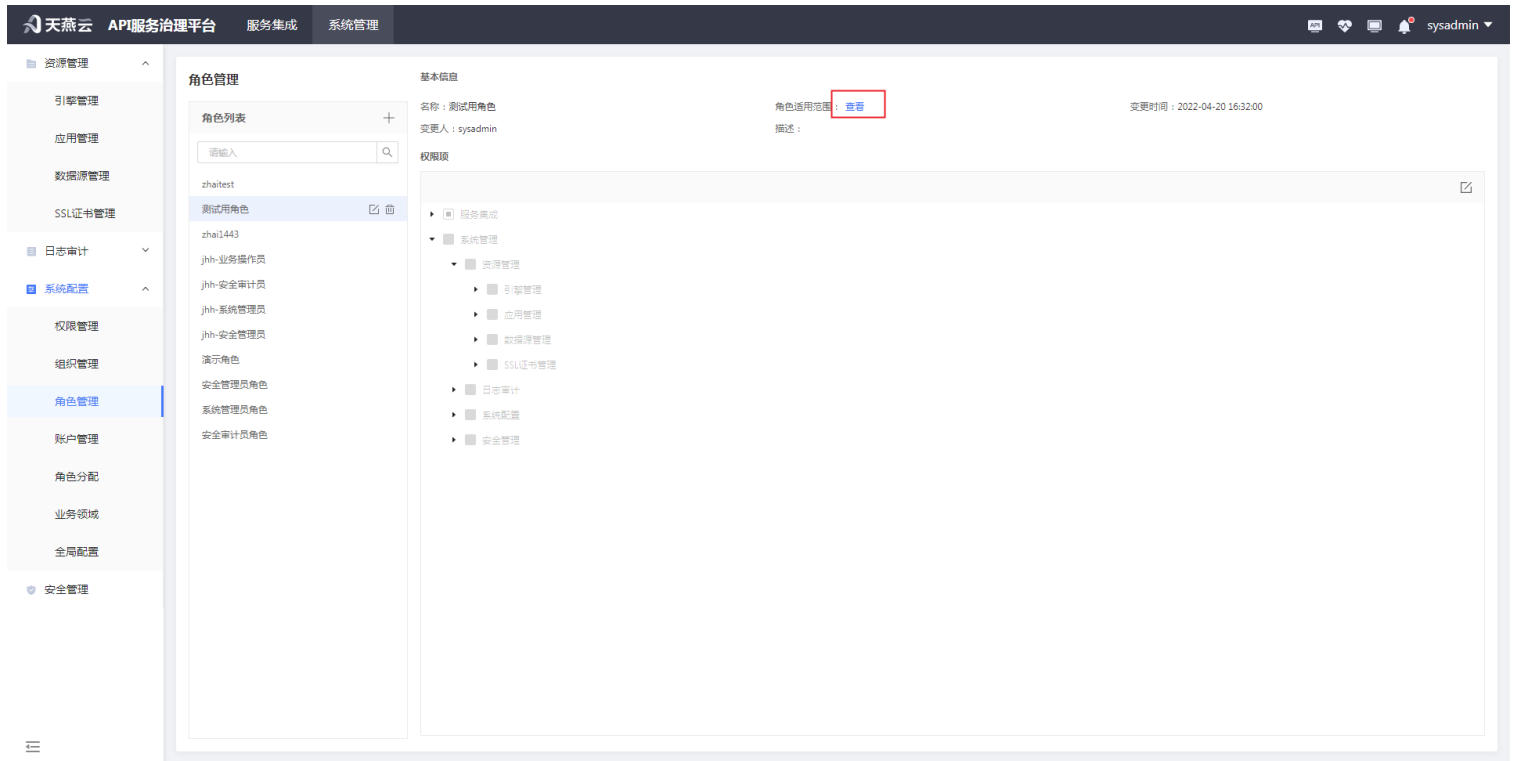 天燕云 API服务治理平台 服务集成 系统管理 API sysadmin
资源管理
引擎管理
应用管理
数据源管理
SSL证书管理
日志审计
系统配置
权限管理
组织管理
角色管理
账户管理
角色分配
业务领域
全局配置
安全管理
角色管理
角色列表
请输入
zhaitest
测试用角色
zhai1443
jhh-业务操作员
jhh-安全审计员
jhh-系统管理员
jhh-安全管理员
演示角色
安全管理员角色
系统管理员角色
安全审计员角色
基本信息
名称：测试用角色 角色适用范围： 查看 变更时间：2022-04-20 16:32:00
变更人：sysadmin 描述：
权限项
服务集成
系统管理
资源管理
引擎管理
应用管理
数据源管理
SSL证书管理
日志审计
系统配置
安全管理